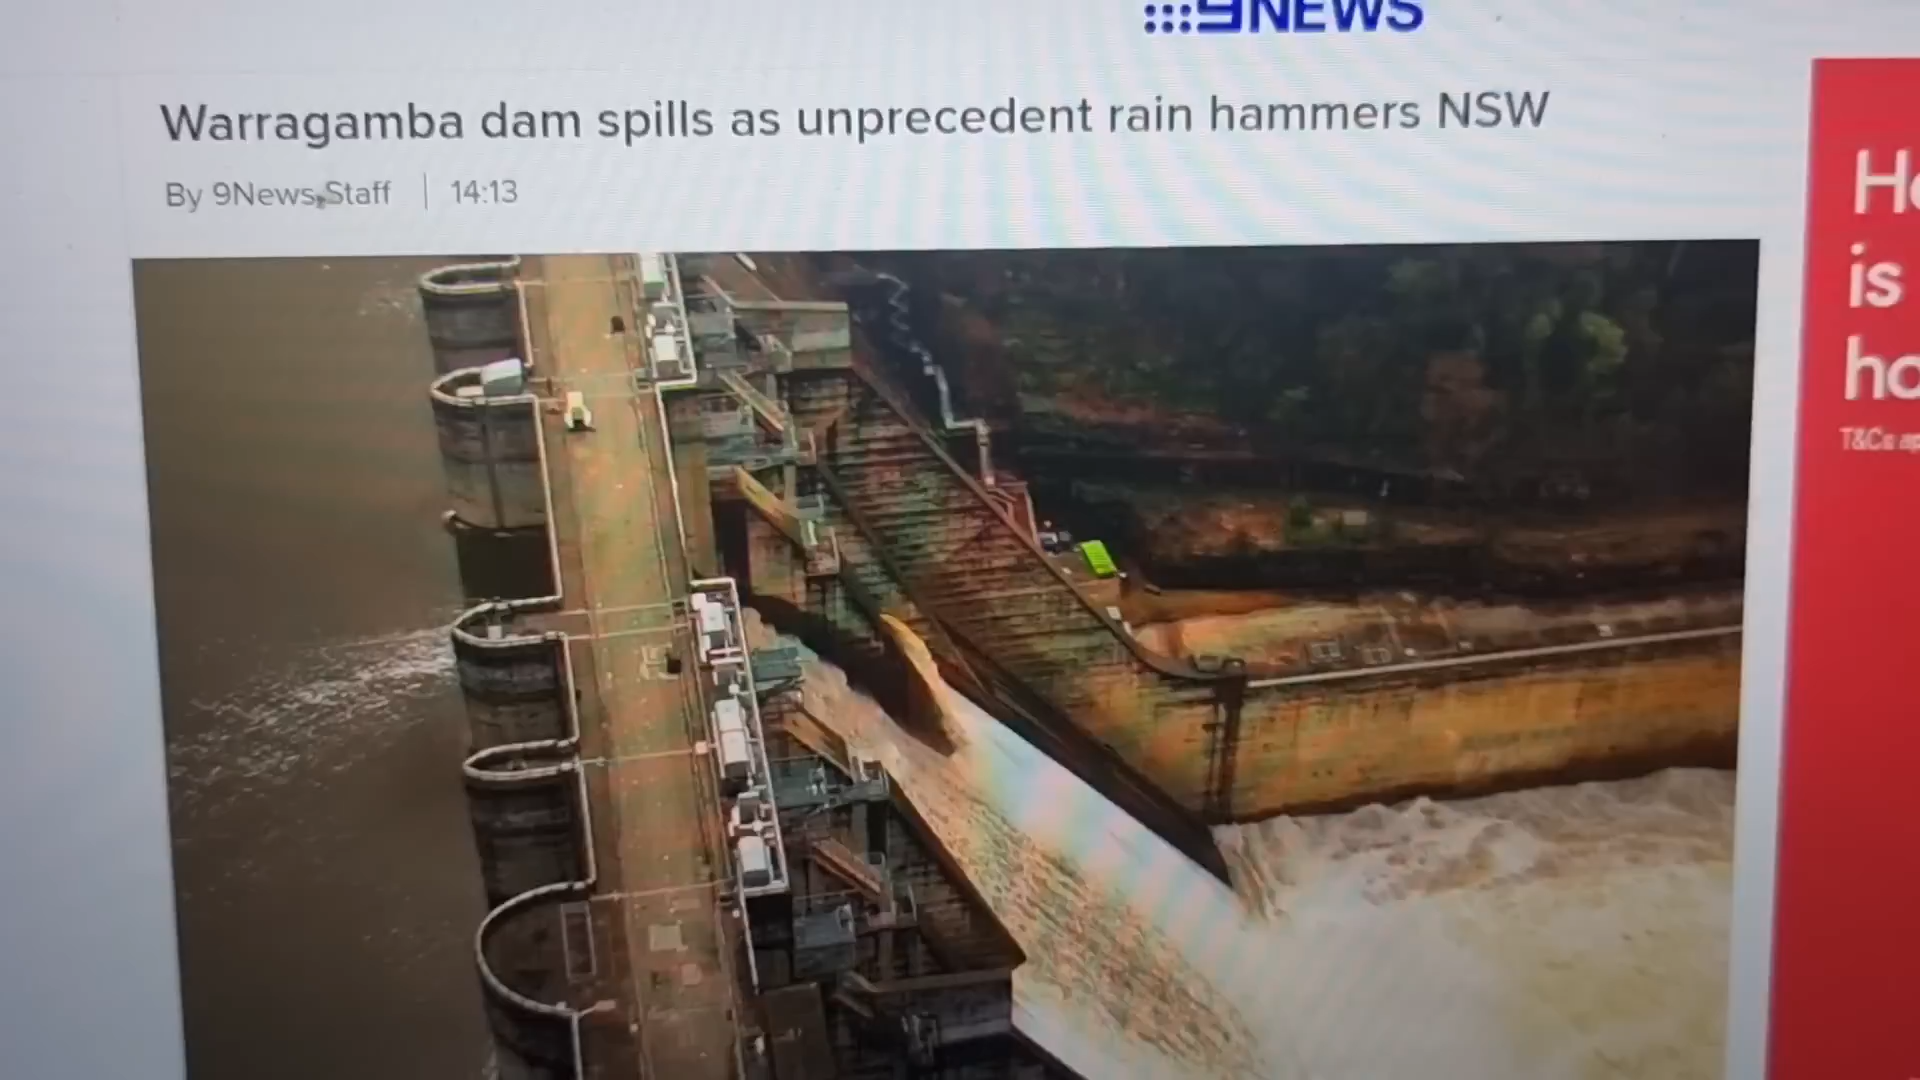 9NEWS
Warragamba dam spills as unprecedent rain hammers NSW
By 9News Staff | 14:13
is
T&Cs